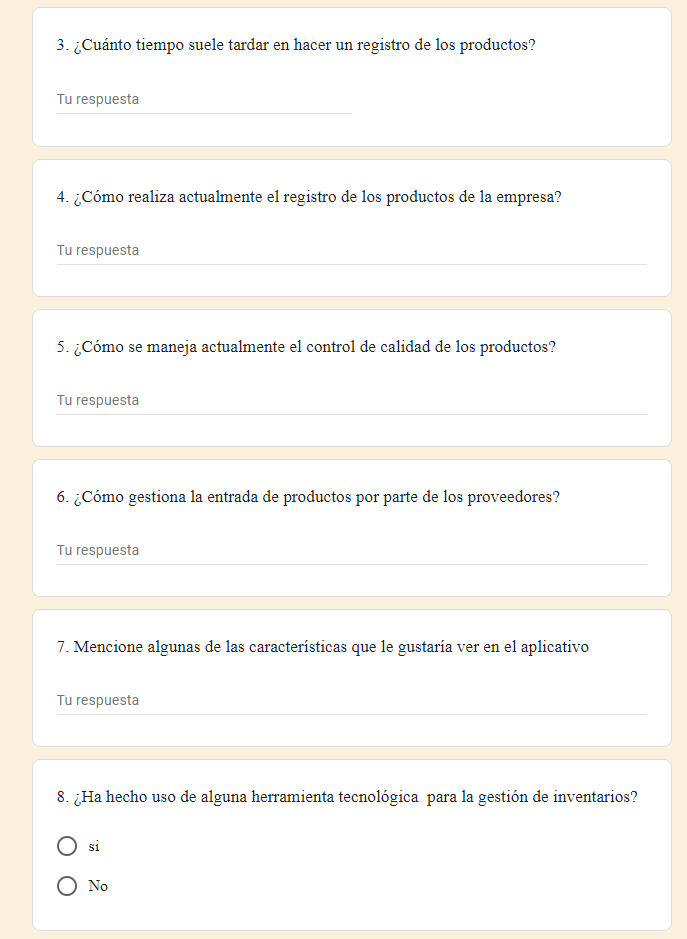 3. ¿Cuánto tiempo suele tardar en hacer un registro de los productos?
Tu respuesta
4. ¿Cómo realiza actualmente el registro de los productos de la empresa?
Tu respuesta
5. ¿Cómo se maneja actualmente el control de calidad de los productos?
Tu respuesta
6. ¿Cómo gestiona la entrada de productos por parte de los proveedores?
Tu respuesta
7. Mencione algunas de las características que le gustaría ver en el aplicativo
Tu respuesta
8. ¿Ha hecho uso de alguna herramienta tecnológica  para la gestión de inventarios?
si
No